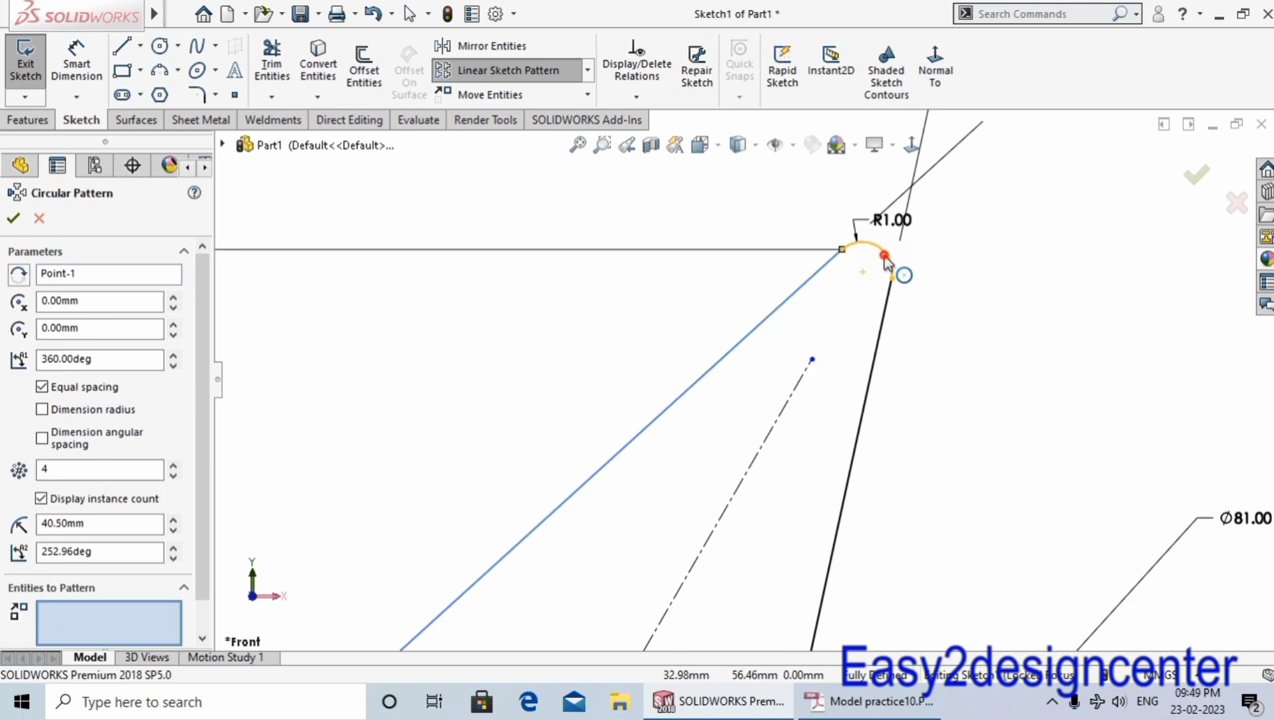 SOLIDWORKS
Sketch1 of Part1 *
Search Commands
Exit Sketch
Smart Dimension
Trim Entities
Convert Entities
Offset Entities
Offset On Surface
Mirror Entities
Linear Sketch Pattern
Move Entities
Display/Delete Relations
Repair Sketch
Quick Snaps
Rapid Sketch
Instant2D
Shaded Sketch Contours
Normal To
Features
Sketch
Surfaces
Sheet Metal
Weldments
Direct Editing
Evaluate
Render Tools
SOLIDWORKS Add-Ins
Part1 (Default<<Default>...
Circular Pattern
Parameters
Point-1
0.00mm
0.00mm
360.00deg
Equal spacing
Dimension radius
Dimension angular spacing
4
Display instance count
40.50mm
252.96deg
Entities to Pattern
R1.00
Ø81.00
Y
X
*Front
Model
3D Views
Motion Study 1
SOLIDWORKS Premium 2018 SP5.0
32.98mm
56.46mm
0.00mm
Easy2designcenter
Type here to search
SOLIDWORKS Prem...
Model practice10.P...
ENG
09:49 PM
23-02-2023
2